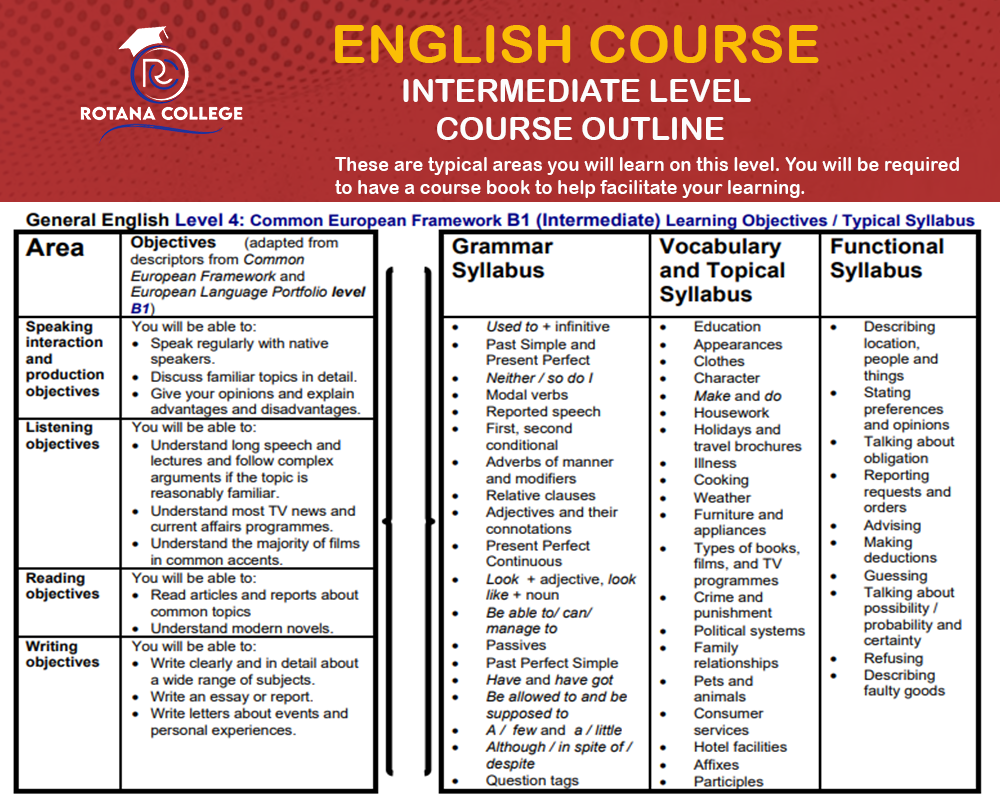 RC
ROTANA COLLEGE
ENGLISH COURSE
INTERMEDIATE LEVEL
COURSE OUTLINE
These are typical areas you will learn on this level. You will be required
to have a course book to help facilitate your learning.
General English Level 4: Common European Framework B1 (Intermediate) Learning Objectives / Typical Syllabus
Area
Objectives (adapted from
descriptors from Common
European Framework and
European Language Portfolio level
B1)
Speaking
interaction
and
production
objectives
You will be able to:
• Speak regularly with native
speakers.
• Discuss familiar topics in detail.
• Give your opinions and explain
advantages and disadvantages.
Listening
objectives
You will be able to:
• Understand long speech and
lectures and follow complex
arguments if the topic is
reasonably familiar.
• Understand most TV news and
current affairs programmes.
• Understand the majority of films
in common accents.
Reading
objectives
You will be able to:
• Read articles and reports about
common topics
• Understand modern novels.
Writing
objectives
You will be able to:
• Write clearly and in detail about
a wide range of subjects.
• Write an essay or report.
• Write letters about events and
personal experiences.
Grammar
Syllabus
• Used to + infinitive
• Past Simple and
Present Perfect
• Neither / so do I
• Modal verbs
• Reported speech
• First, second
conditional
• Adverbs of manner
and modifiers
• Relative clauses
• Adjectives and their
connotations
• Present Perfect
Continuous
• Look + adjective, look
like + noun
• Be able to/ can/
manage to
• Passives
• Past Perfect Simple
• Have and have got
• Be allowed to and be
supposed to
• A / few and a / little
• Although / in spite of /
despite
• Question tags
Vocabulary
and Topical
Syllabus
• Education
• Appearances
• Clothes
• Character
• Make and do
• Housework
• Holidays and
travel brochures
• Illness
• Cooking
• Weather
• Furniture and
appliances
• Types of books,
films, and TV
programmes
• Crime and
punishment
• Political systems
• Family
relationships
• Pets and
animals
• Consumer
services
• Hotel facilities
• Affixes
• Participles
Functional
Syllabus
• Describing
location,
people and
things
• Stating
preferences
and opinions
• Talking about
obligation
• Reporting
requests and
orders
• Advising
• Making
deductions
• Guessing
• Talking about
possibility /
probability and
certainty
• Refusing
• Describing
faulty goods